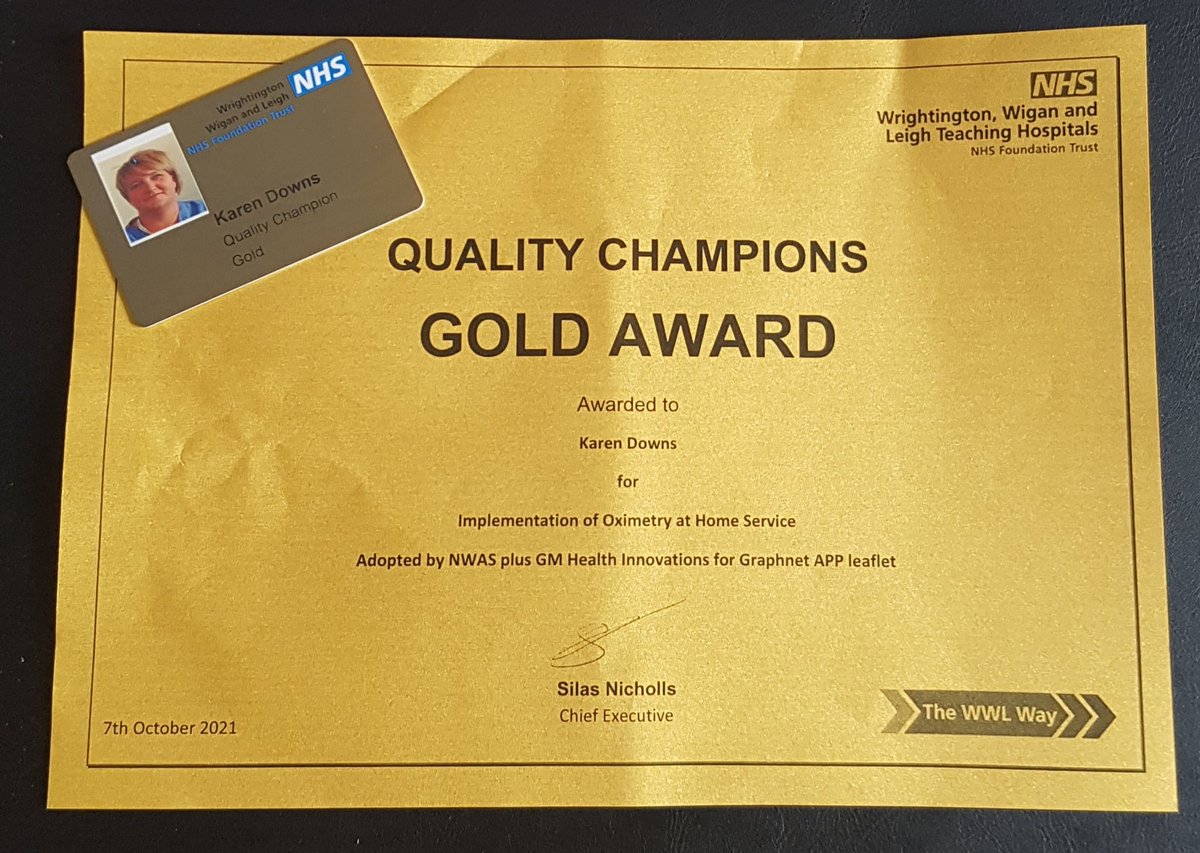 NHS
Wrightington
Wigan and Leigh
NHS Foundation Trust
Karen Downs
Quality Champion
Gold
NHS
Wrightington, Wigan and
Leigh Teaching Hospitals
NHS Foundation Trust
QUALITY CHAMPIONS
GOLD AWARD
Awarded to
Karen Downs
for
Implementation of Oximetry at Home Service
Adopted by NWAS plus GM Health Innovations for Graphnet APP leaflet
Silas Nicholls
Chief Executive
7th October 2021
The WWL Way